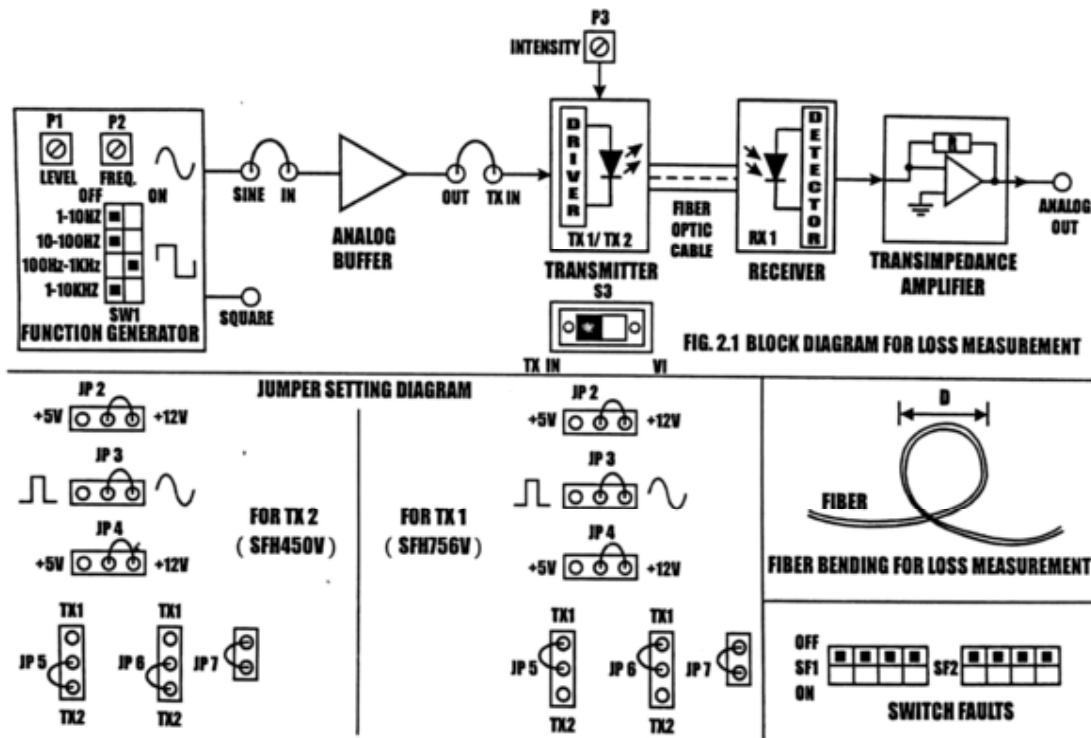 P3
INTENSITY
P1 P2
LEVEL FREQ.
OFF ON
1-10HZ
10-100HZ
100Hz-1KHz
1-10KHZ
SW1
FUNCTION GENERATOR
SINE IN
SQUARE
ANALOG
BUFFER
OUT TX IN
DRIVER
TX 1/ TX 2
TRANSMITTER
S3
TX IN VI
FIBER
OPTIC
CABLE
DETECTOR
RX 1
RECEIVER
R
TRANSIMPEDANCE
AMPLIFIER
ANALOG
OUT
FIG. 2.1 BLOCK DIAGRAM FOR LOSS MEASUREMENT
JUMPER SETTING DIAGRAM
JP 2
+5V +12V
JP 3
JP 4
+5V +12V
FOR TX 2
( SFH450V )
TX1 TX1
JP 5 JP 6 JP 7
TX2 TX2
JP 2
+5V +12V
JP 3
JP 4
+5V +12V
FOR TX 1
( SFH756V )
TX1 TX1
JP 5 JP 6 JP 7
TX2 TX2
D
FIBER
FIBER BENDING FOR LOSS MEASUREMENT
OFF
SF1 SF2
ON
SWITCH FAULTS